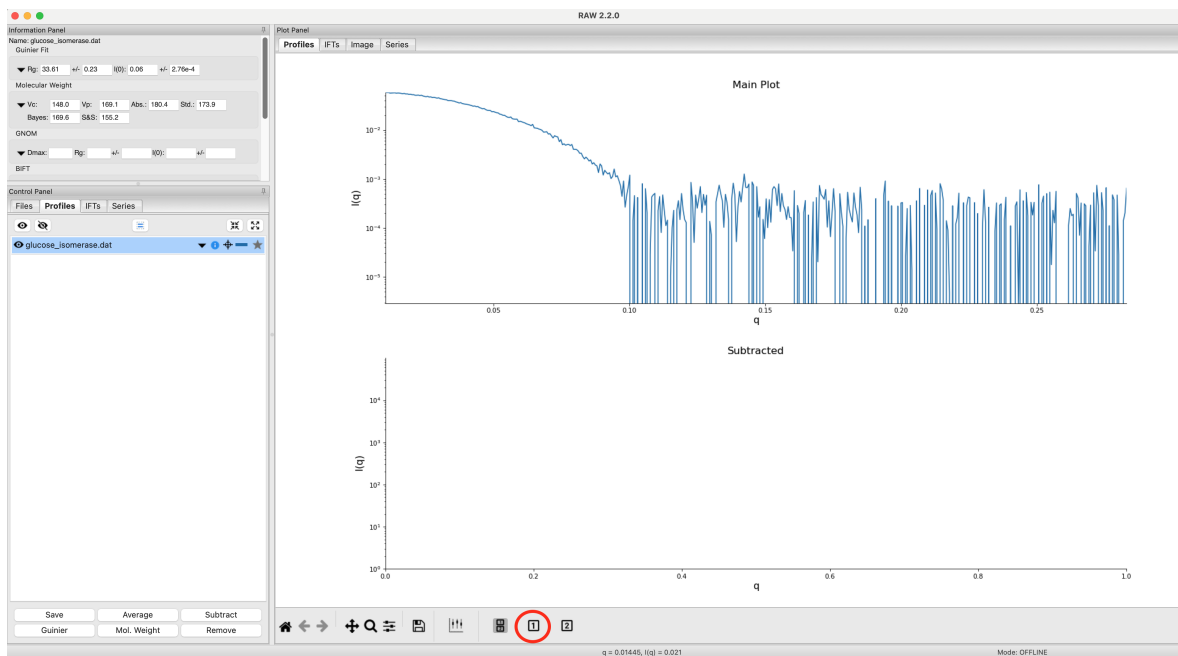 RAW 2.2.0
Information Panel
Name: glucose_isomerase.dat
Guinier Fit
Rg: 33.61 +/- 0.23 I(0): 0.06 +/- 2.76e-4
Molecular Weight
Vc: 148.0 Vp: 169.1 Abs.: 180.4 Std.: 173.9
Bayes: 169.6 S&S: 155.2
GNOM
Dmax: Rg: +/- I(0): +/-
BIFT
Control Panel
Files Profiles IFTs Series
glucose_isomerase.dat
Save Average Subtract
Guinier Mol. Weight Remove
Plot Panel
Profiles IFTs Image Series
Main Plot
I(q)
10⁻²
10⁻³
10⁻⁴
10⁻⁵
0.05 0.10 0.15 0.20 0.25
q
Subtracted
I(q)
10⁴
10³
10²
10¹
10⁰
0.0 0.2 0.4 0.6 0.8 1.0
q
1 2
q = 0.01445, I(q) = 0.021 Mode: OFFLINE